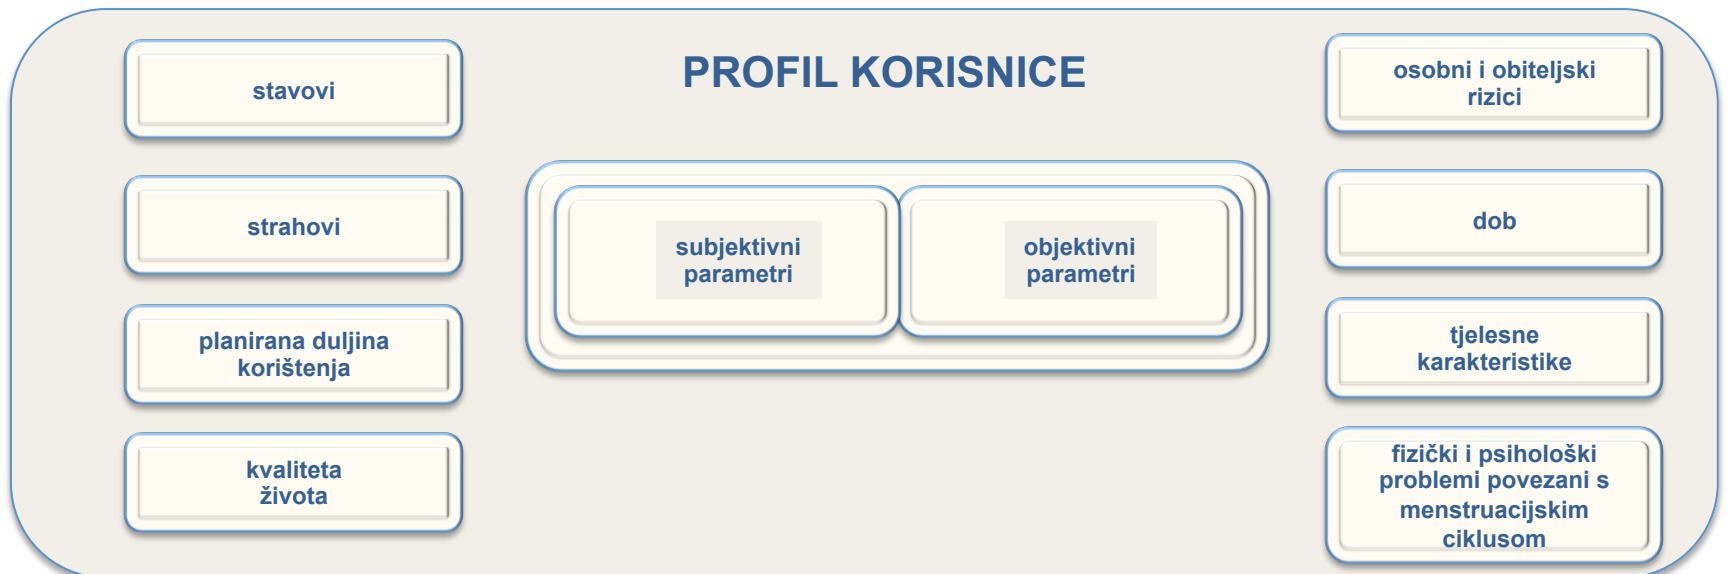 PROFIL KORISNICE
stavovi
strahovi
planirana duljina
korištenja
kvaliteta
života
subjektivni
parametri
objektivni
parametri
osobni i obiteljski
rizici
dob
tjelesne
karakteristike
fizički i psihološki
problemi povezani s
menstruacijskim
ciklusom